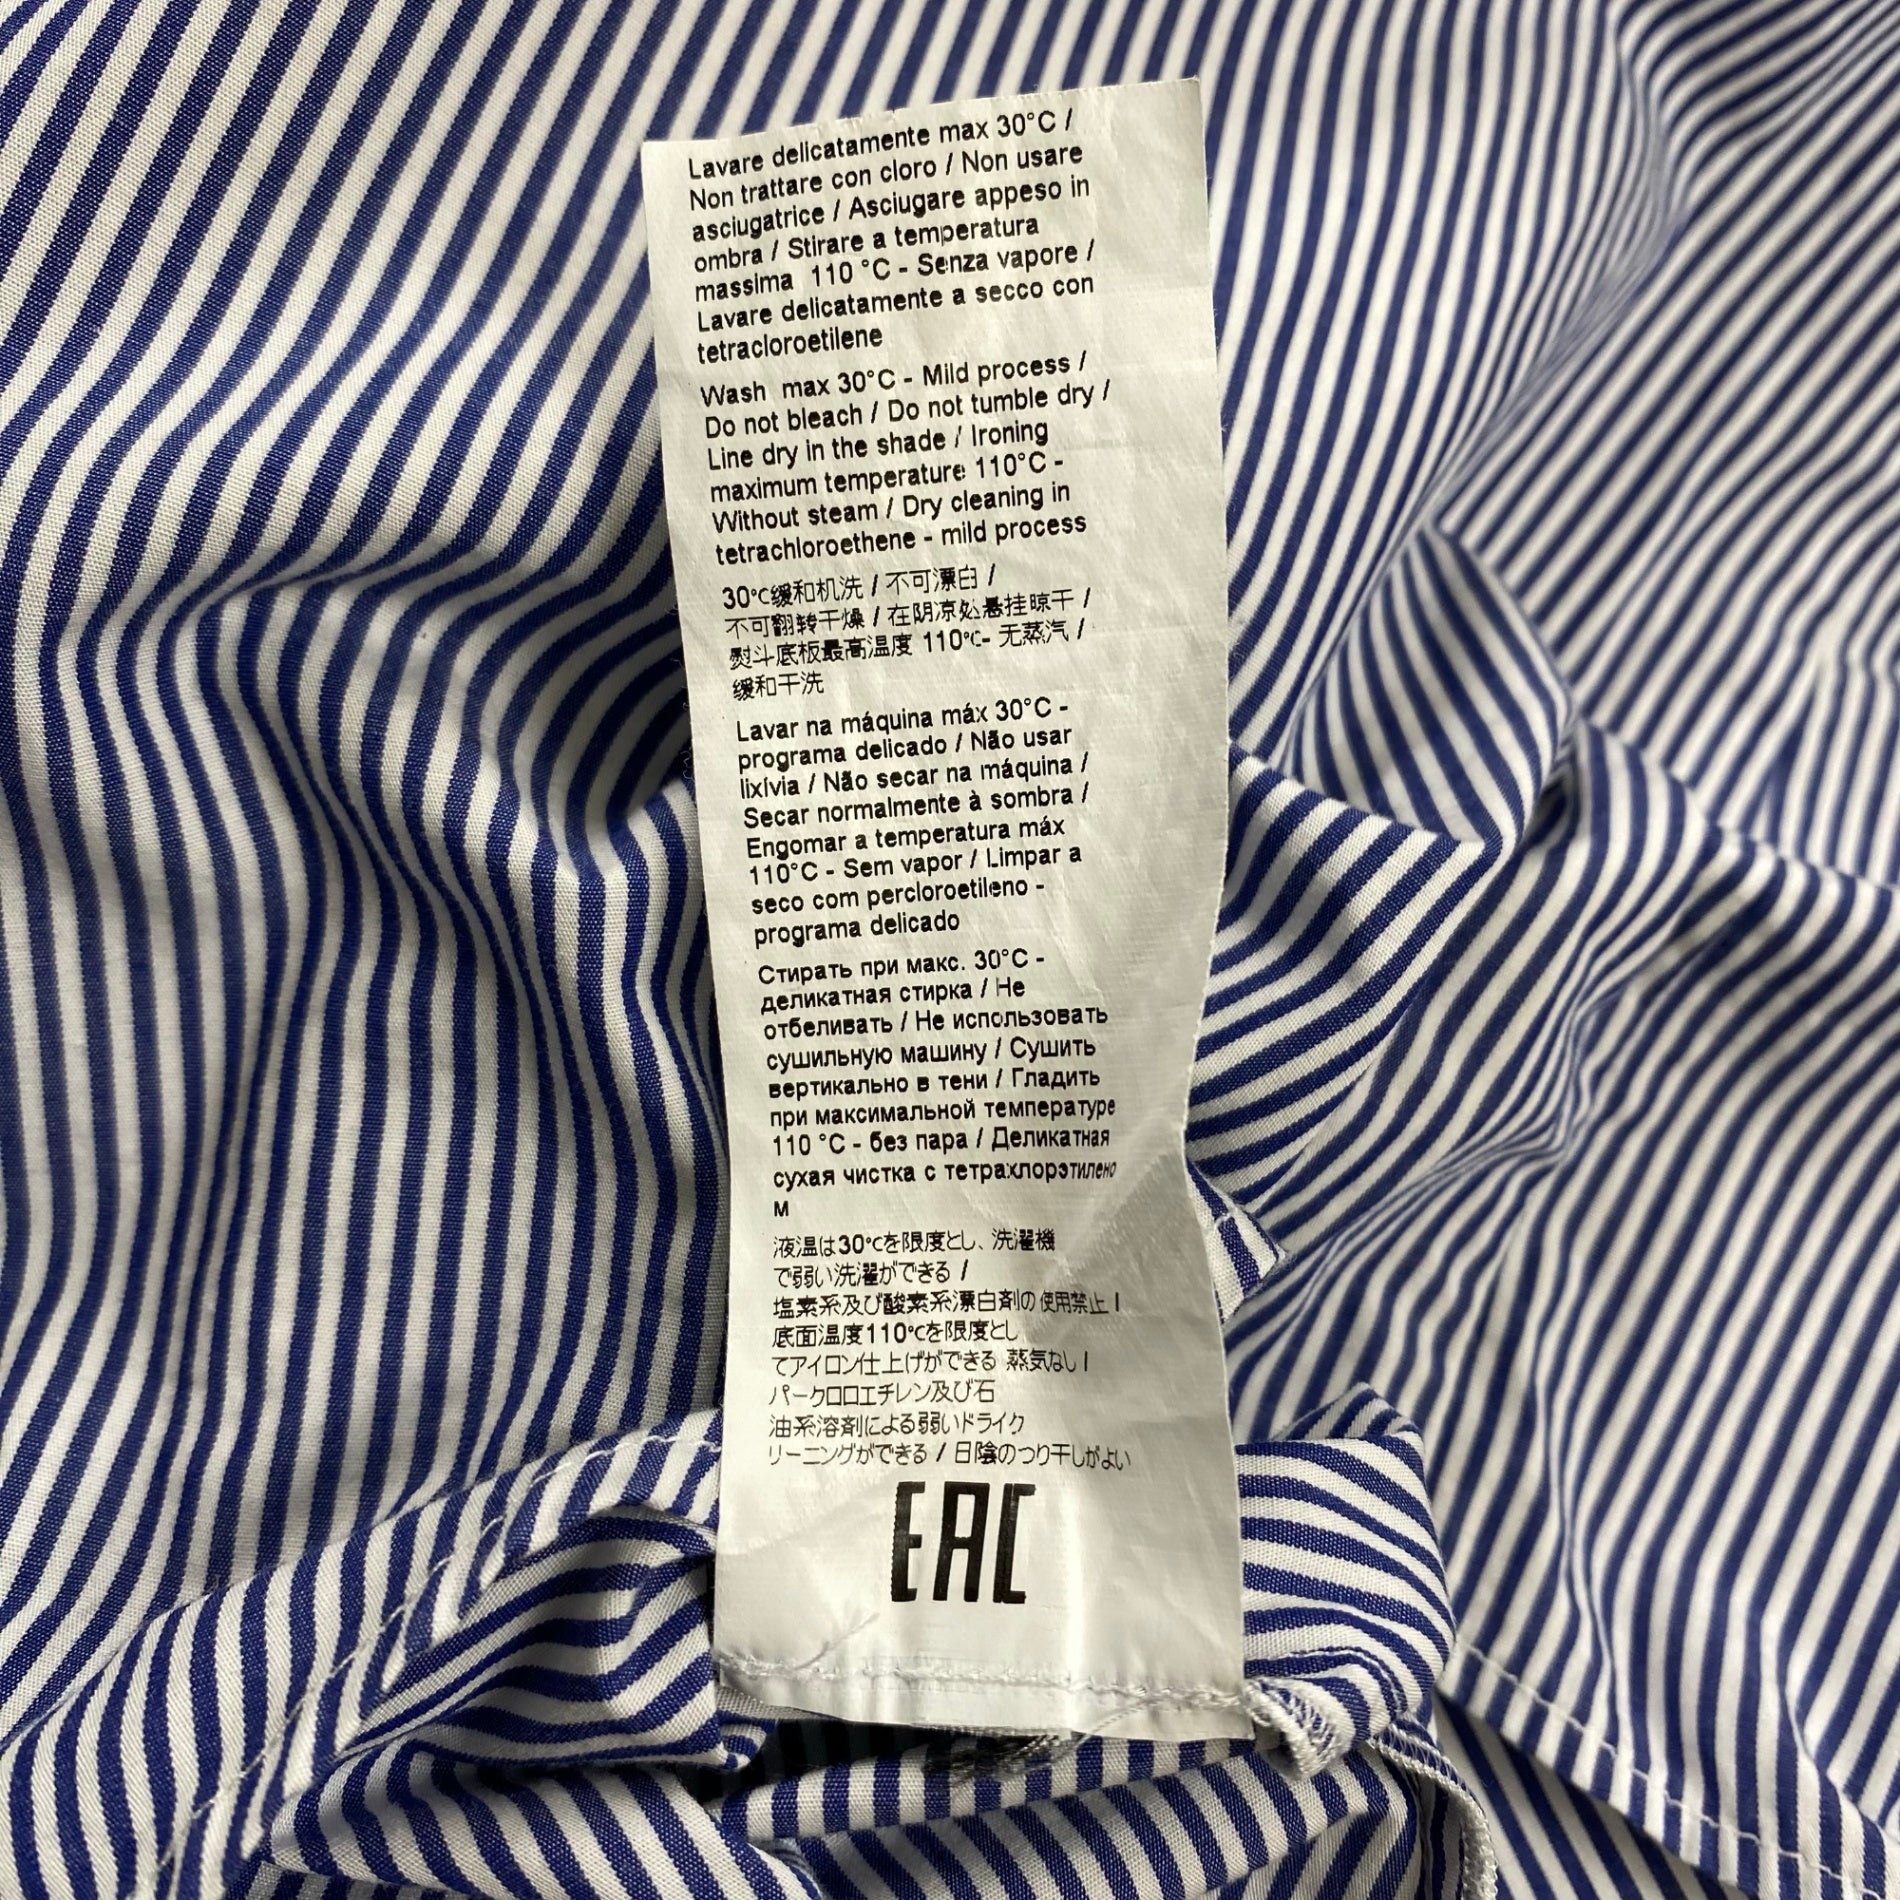 Lavare delicatamente max 30°C /
Non trattare con cloro / Non usare
asciugatrice / Asciugare appeso in
ombra / Stirare a temperatura
massima 110 °C - Senza vapore /
Lavare delicatamente a secco con
tetracloroetilene
Wash max 30°C - Mild process /
Do not bleach / Do not tumble dry /
Line dry in the shade / Ironing
maximum temperature 110°C -
Without steam / Dry cleaning in
tetrachloroethene - mild process
30°C缓和机洗 / 不可漂白 /
不可翻转干燥 / 在阴凉处悬挂晾干 /
熨斗底板最高温度 110°C- 无蒸汽 /
缓和干洗
Lavar na máquina máx 30°C -
programa delicado / Não usar
lixívia / Não secar na máquina /
Secar normalmente à sombra /
Engomar a temperatura máx
110°C - Sem vapor / Limpar a
seco com percloroetileno -
programa delicado
Стирать при макс. 30°C -
деликатная стирка / Не
отбеливать / Не использовать
сушильную машину / Сушить
вертикально в тени / Гладить
при максимальной температуре
110 °C - без пара / Деликатная
сухая чистка с тетрахлорэтилено
м
液温は30°Cを限度とし、洗濯機
で弱い洗濯ができる /
塩素系及び酸素系漂白剤の使用禁止 /
底面温度110°Cを限度とし
てアイロン仕上げができる 蒸気なし /
パークロロエチレン及び石
油系溶剤による弱いドライク
リーニングができる / 日陰のつり干しがよい
EAC